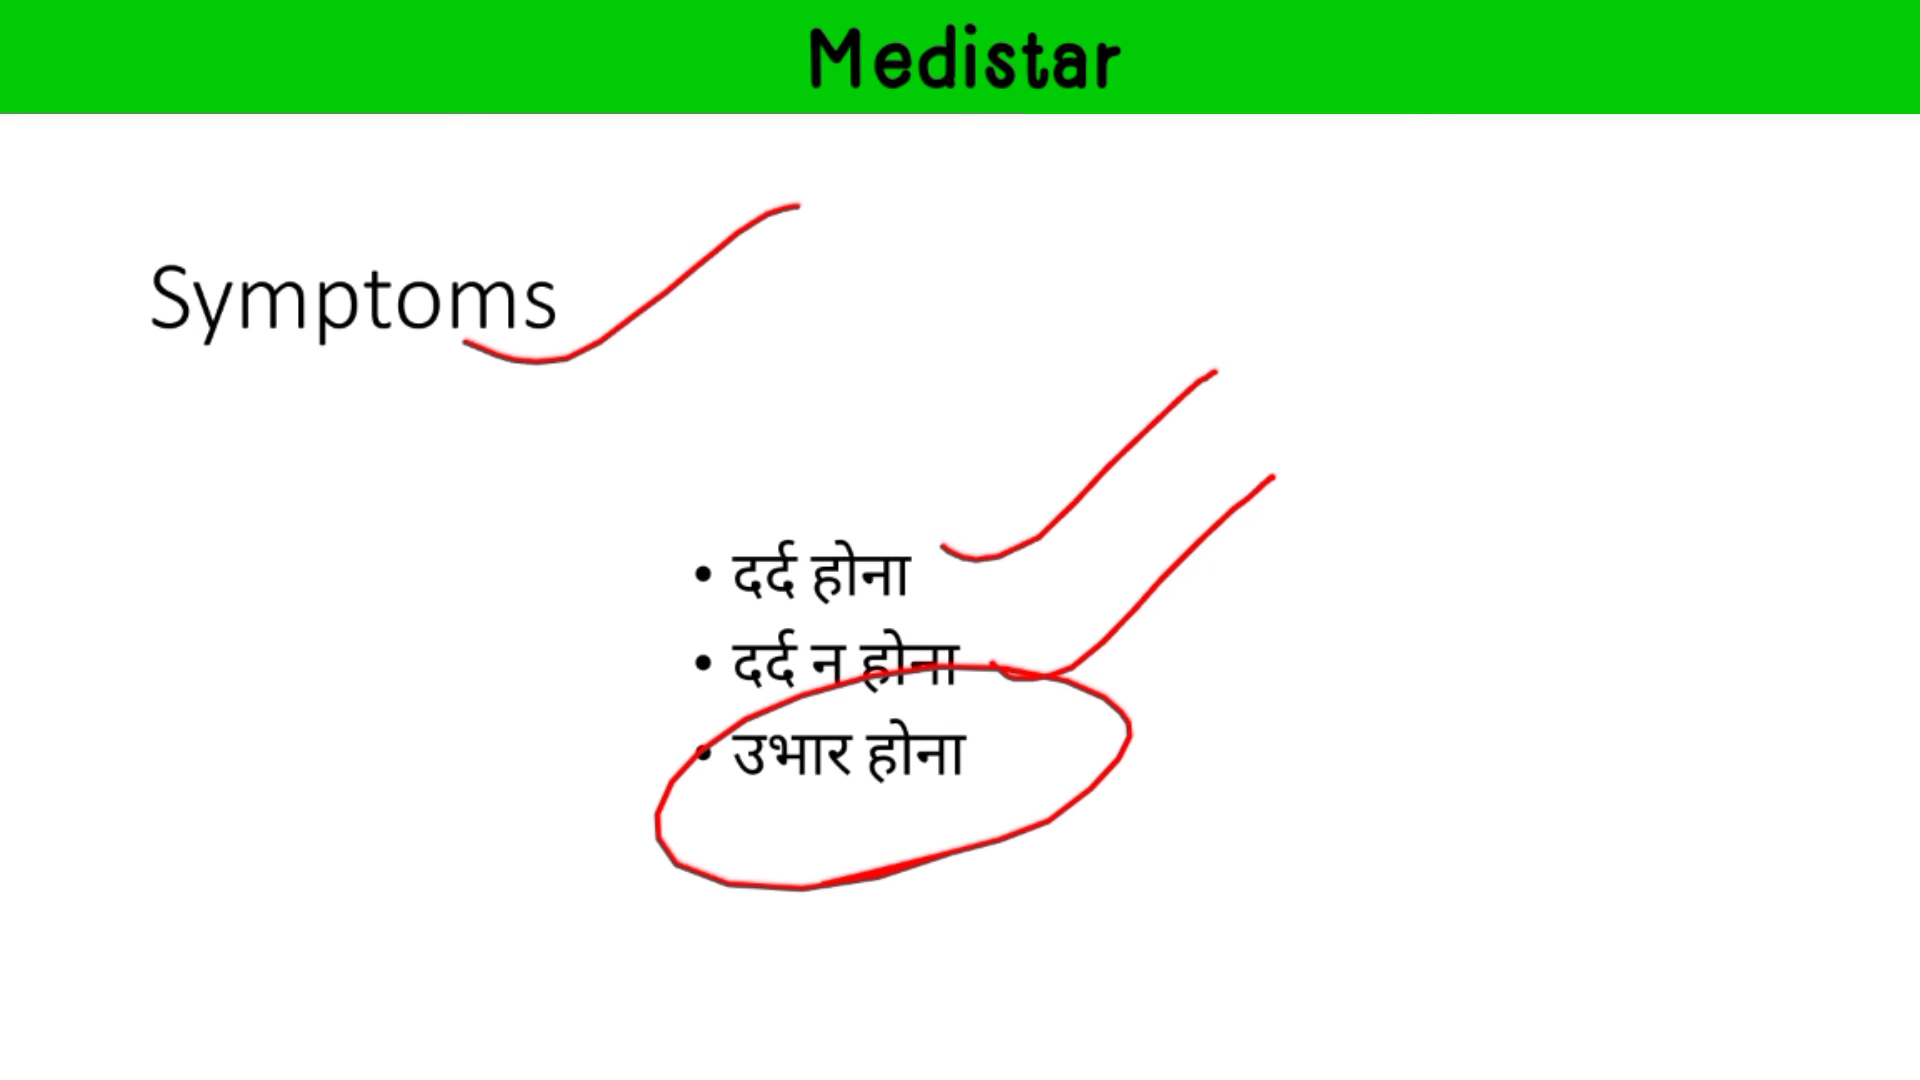 Medistar
Symptoms
• दर्द होना
• दर्द न होना
• उभार होना